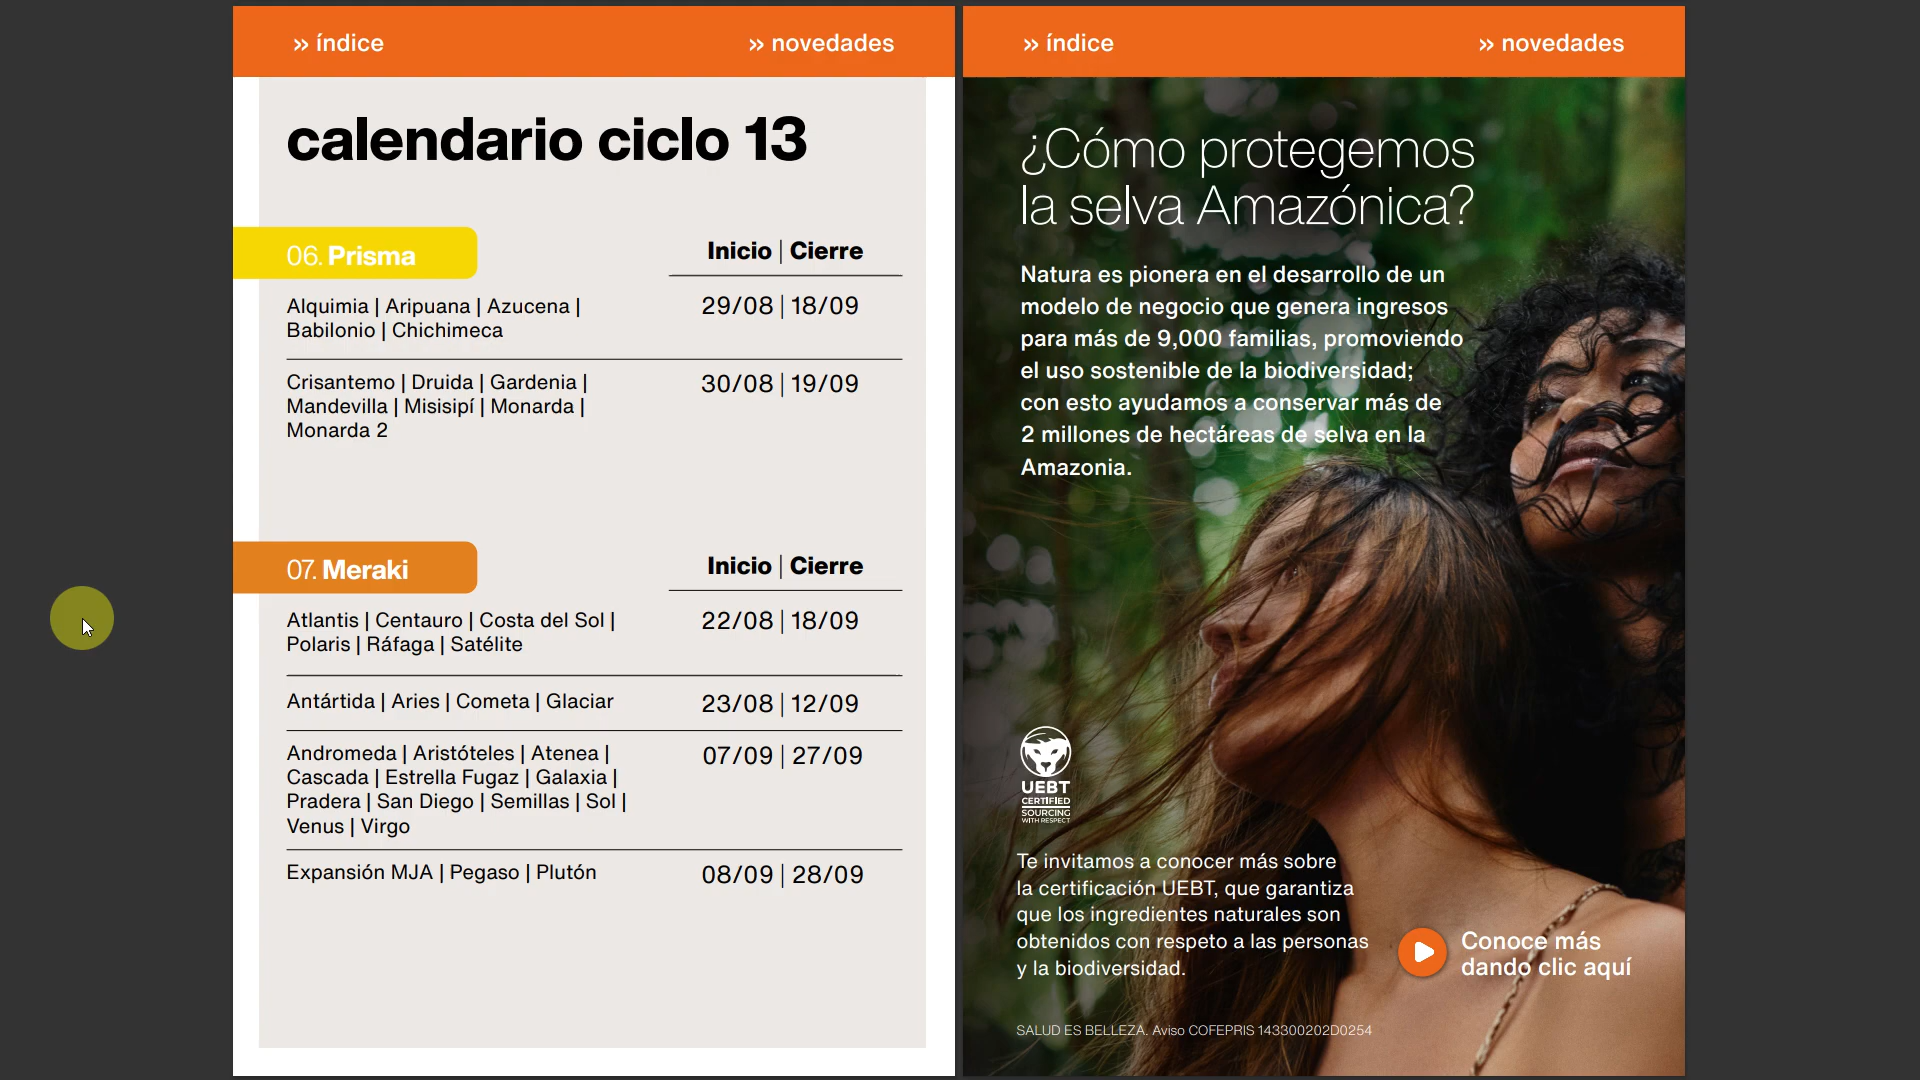 » índice
» novedades
calendario ciclo 13
06. Prisma
Inicio | Cierre
Alquimia | Aripuana | Azucena |
Babilonio | Chichimeca
29/08 | 18/09
Crisantemo | Druida | Gardenia |
Mandevilla | Misisipí | Monarda |
Monarda 2
30/08 | 19/09
07. Meraki
Inicio | Cierre
Atlantis | Centauro | Costa del Sol |
Polaris | Ráfaga | Satélite
22/08 | 18/09
Antártida | Aries | Cometa | Glaciar
23/08 | 12/09
Andromeda | Aristóteles | Atenea |
Cascada | Estrella Fugaz | Galaxia |
Pradera | San Diego | Semillas | Sol |
Venus | Virgo
07/09 | 27/09
Expansión MJA | Pegaso | Plutón
08/09 | 28/09
» índice
» novedades
¿Cómo protegemos
la selva Amazónica?
Natura es pionera en el desarrollo de un
modelo de negocio que genera ingresos
para más de 9,000 familias, promoviendo
el uso sostenible de la biodiversidad;
con esto ayudamos a conservar más de
2 millones de hectáreas de selva en la
Amazonia.
UEBT
CERTIFIED
SOURCING
WITH RESPECT
Te invitamos a conocer más sobre
la certificación UEBT, que garantiza
que los ingredientes naturales son
obtenidos con respeto a las personas
y la biodiversidad.
Conoce más
dando clic aquí
SALUD ES BELLEZA. Aviso COFEPRIS 143300202D0254